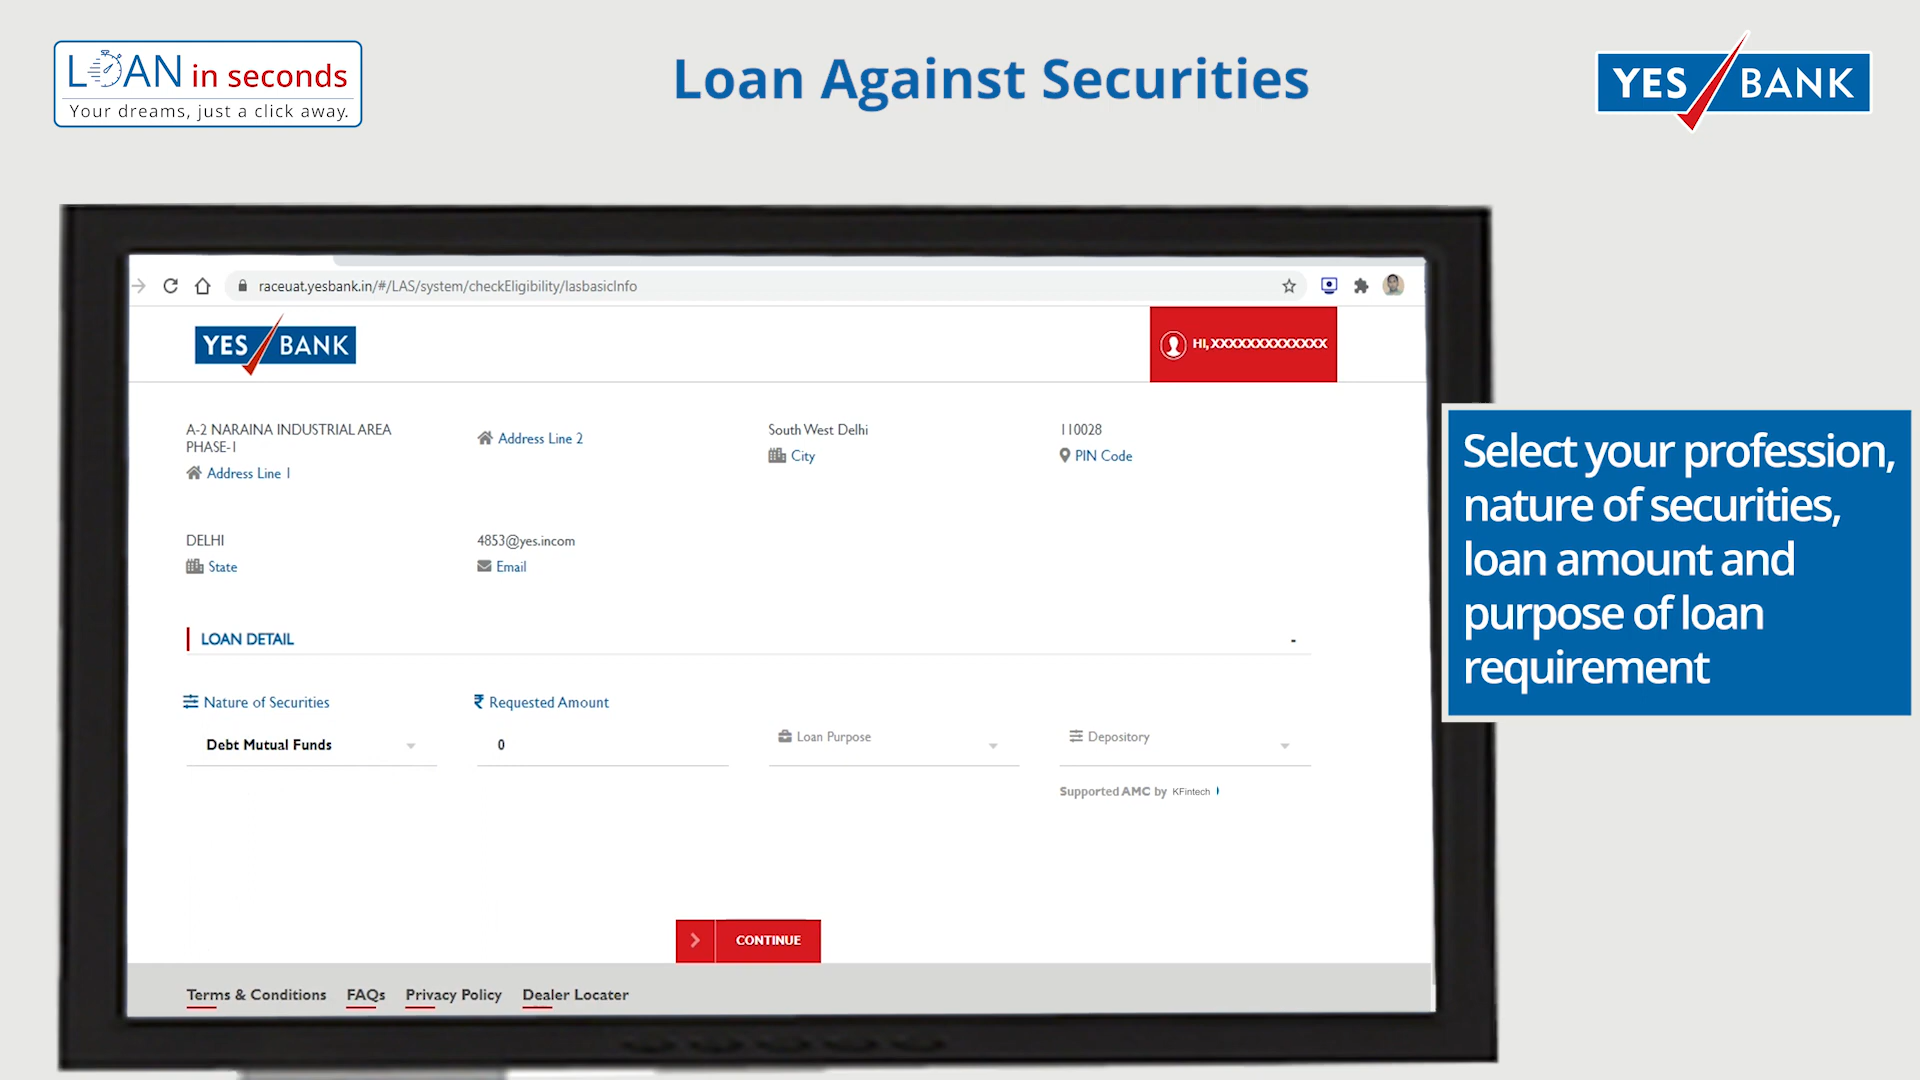 LOAN in seconds
Your dreams, just a click away.
Loan Against Securities
YES BANK
raceuat.yesbank.in/#/LAS/system/checkEligibility/lasbasicInfo
YES BANK
HI, XXXXXXXXXXXXX
A-2 NARAINA INDUSTRIAL AREA
PHASE-1
Address Line 1
Address Line 2
South West Delhi
City
110028
PIN Code
DELHI
State
4853@yes.incom
Email
LOAN DETAIL
-
Nature of Securities
Debt Mutual Funds
₹ Requested Amount
0
Loan Purpose
Depository
Supported AMC by KFintech
CONTINUE
Terms & Conditions FAQs Privacy Policy Dealer Locater
Select your profession,
nature of securities,
loan amount and
purpose of loan
requirement